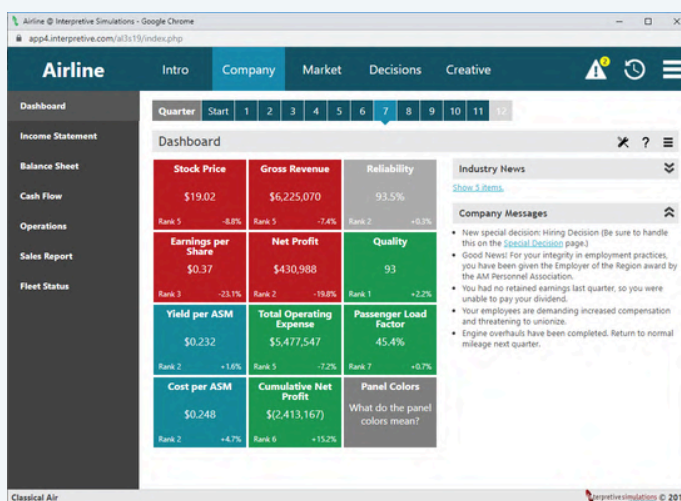 Airline @ Interpretive Simulations - Google Chrome
app4.interpretive.com/al3s19/index.php
Airline
Intro
Company
Market
Decisions
Creative
2
Dashboard
Income Statement
Balance Sheet
Cash Flow
Operations
Sales Report
Fleet Status
Quarter Start 1 2 3 4 5 6 7 8 9 10 11 12
Dashboard
?
Stock Price
$19.02
Rank 5 -8.8%
Gross Revenue
$6,225,070
Rank 5 -7.4%
Reliability
93.5%
Rank 2 +0.3%
Earnings per
Share
$0.37
Rank 3 -23.1%
Net Profit
$430,988
Rank 2 -19.8%
Quality
93
Rank 1 +2.2%
Yield per ASM
$0.232
Rank 2 +1.6%
Total Operating
Expense
$5,477,547
Rank 5 -7.2%
Passenger Load
Factor
45.4%
Rank 7 +0.7%
Cost per ASM
$0.248
Rank 2 +4.7%
Cumulative Net
Profit
$(2,413,167)
Rank 6 +15.2%
Panel Colors
What do the panel
colors mean?
Industry News
Show 5 items.
Company Messages
New special decision: Hiring Decision (Be sure to handle
this on the Special Decision page.)
Good News! For your integrity in employment practices,
you have been given the Employer of the Region award by
the AM Personnel Association.
You had no retained earnings last quarter, so you were
unable to pay your dividend.
Your employees are demanding increased compensation
and threatening to unionize.
Engine overhauls have been completed. Return to normal
mileage next quarter.
Classical Air
interpretivesimulations © 201